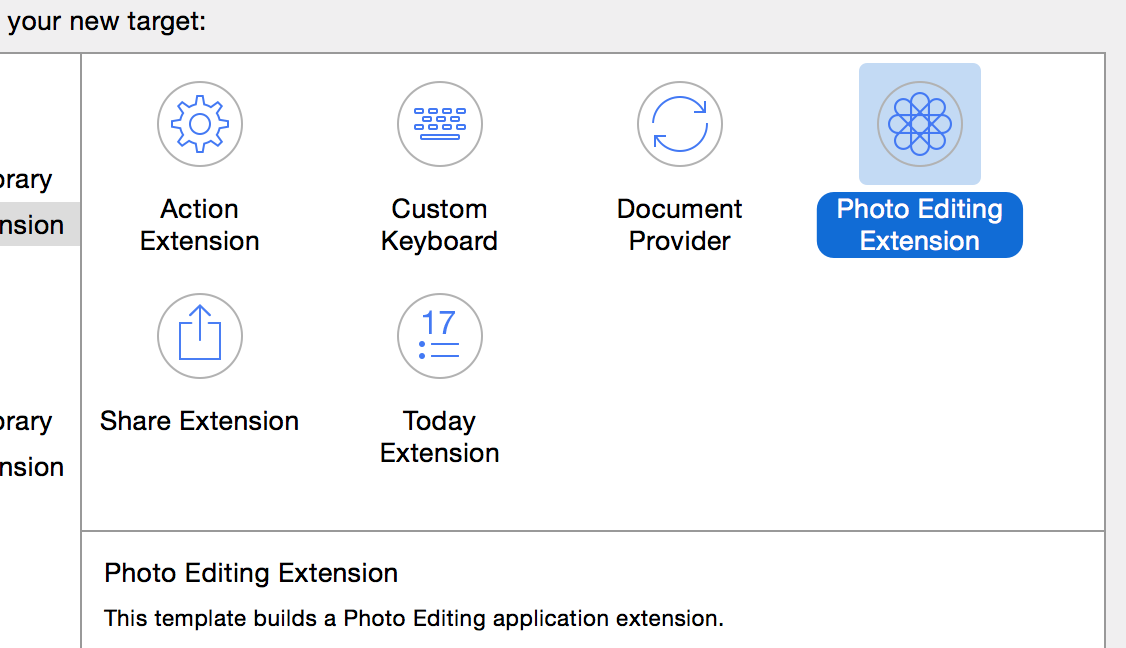 your new target:
Action
Extension
Custom
Keyboard
Document
Provider
Photo Editing
Extension
17
Share Extension
Today
Extension
Photo Editing Extension
This template builds a Photo Editing application extension.